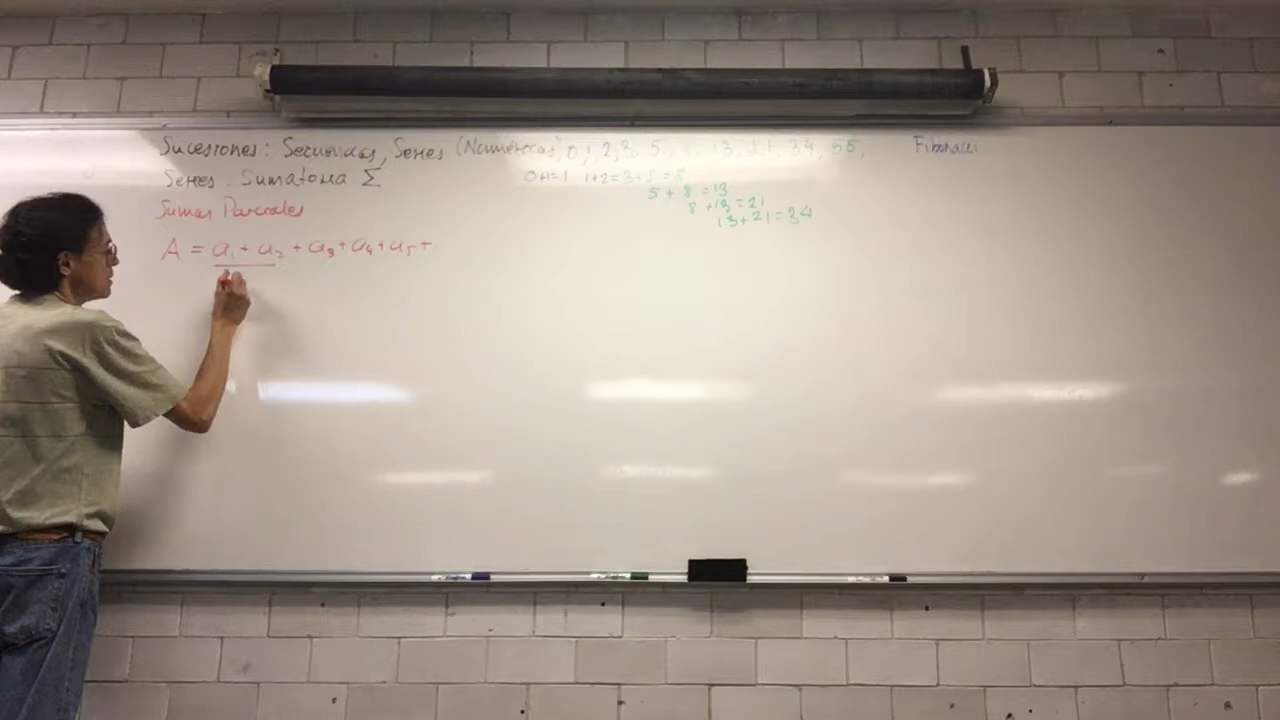 Sucesiones: Secuencias, Series (Numéricas) 0, 1, 2, 3, 5, 8, 13, 21, 34, 55, Fibonacci
0+1=1 1+2=3+5=8
Series. Sumatoria Σ
5 + 8 = 13
8 + 13 = 21
Sumas Parciales
13+21=34
A = a₁ + a₂ + a₃ + a₄ + a₅ +